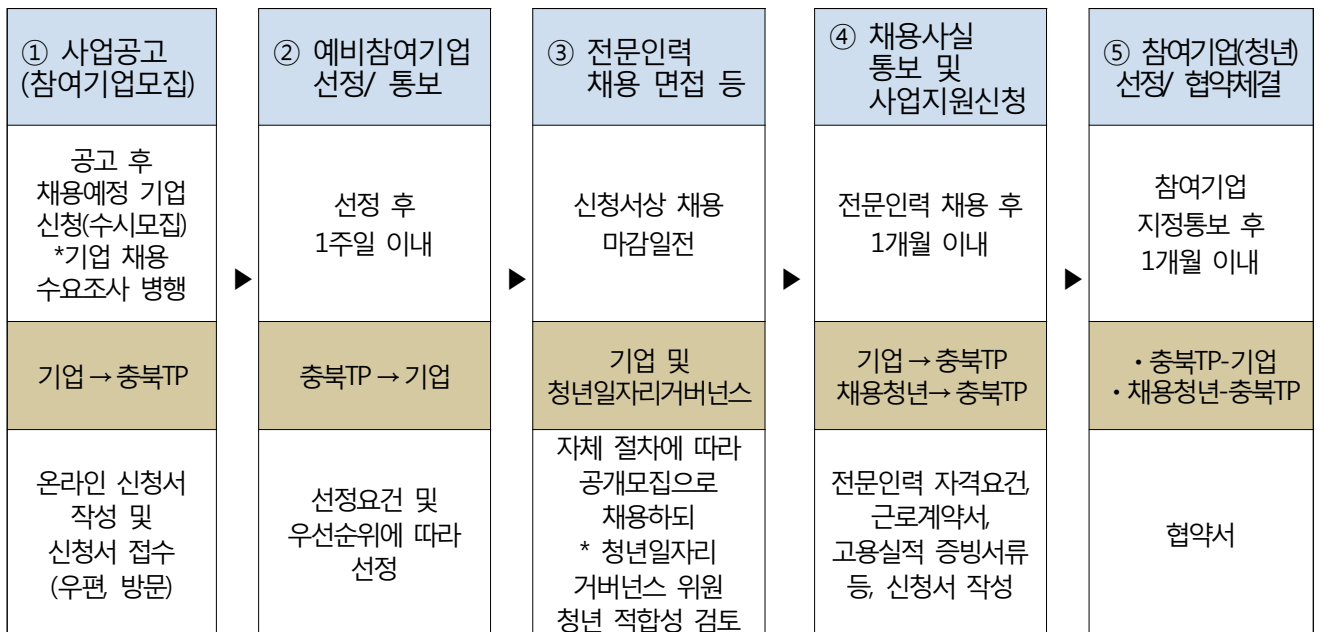 ① 사업공고
(참여기업모집)
공고 후
채용예정 기업
신청(수시모집)
*기업 채용
수요조사 병행
기업→충북TP
온라인 신청서
작성 및
신청서 접수
(우편, 방문)
▶
② 예비참여기업
선정/ 통보
선정 후
1주일 이내
충북TP→기업
선정요건 및
우선순위에 따라
선정
▶
③ 전문인력
채용 면접 등
신청서상 채용
마감일전
기업 및
청년일자리거버넌스
자체 절차에 따라
공개모집으로
채용하되
* 청년일자리
거버넌스 위원
청년 적합성 검토
▶
④ 채용사실
통보 및
사업지원신청
전문인력 채용 후
1개월 이내
기업→충북TP
채용청년→충북TP
전문인력 자격요건,
근로계약서,
고용실적 증빙서류
등, 신청서 작성
▶
⑤ 참여기업(청년)
선정/ 협약체결
참여기업
지정통보 후
1개월 이내
・충북TP-기업
・채용청년-충북TP
협약서